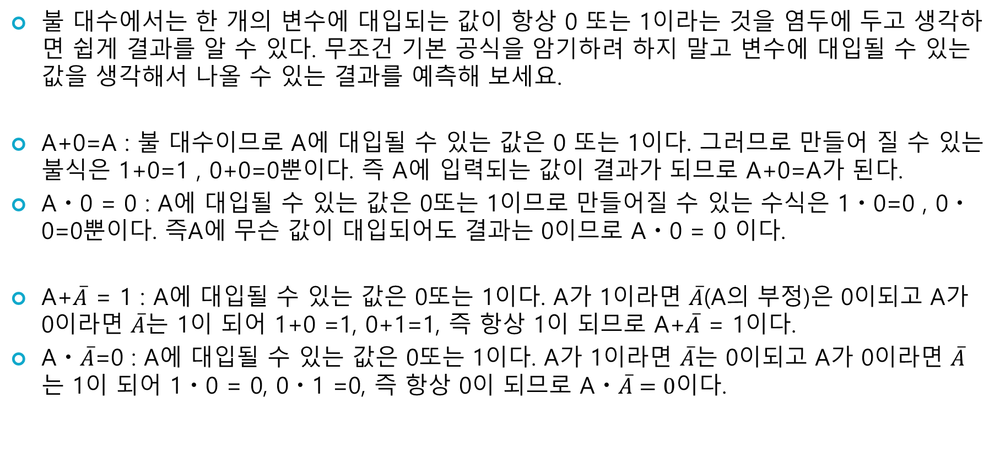 불 대수에서는 한 개의 변수에 대입되는 값이 항상 0 또는 1이라는 것을 염두에 두고 생각하
면 쉽게 결과를 알 수 있다. 무조건 기본 공식을 암기하려 하지 말고 변수에 대입될 수 있는
값을 생각해서 나올 수 있는 결과를 예측해 보세요.
A+0=A : 불 대수이므로 A에 대입될 수 있는 값은 0 또는 1이다. 그러므로 만들어 질 수 있는
불식은 1+0=1 , 0+0=0뿐이다. 즉 A에 입력되는 값이 결과가 되므로 A+0=A가 된다.
A・0 = 0 : A에 대입될 수 있는 값은 0또는 1이므로 만들어질 수 있는 수식은 1・0=0 , 0・
0=0뿐이다. 즉A에 무슨 값이 대입되어도 결과는 0이므로 A・0 = 0 이다.
A+Ā = 1 : A에 대입될 수 있는 값은 0또는 1이다. A가 1이라면 Ā(A의 부정)은 0이되고 A가
0이라면 Ā는 1이 되어 1+0 =1, 0+1=1, 즉 항상 1이 되므로 A+Ā = 1이다.
A・Ā=0 : A에 대입될 수 있는 값은 0또는 1이다. A가 1이라면 Ā는 0이되고 A가 0이라면 Ā
는 1이 되어 1・0 = 0, 0・1 =0, 즉 항상 0이 되므로 A・Ā = 0이다.